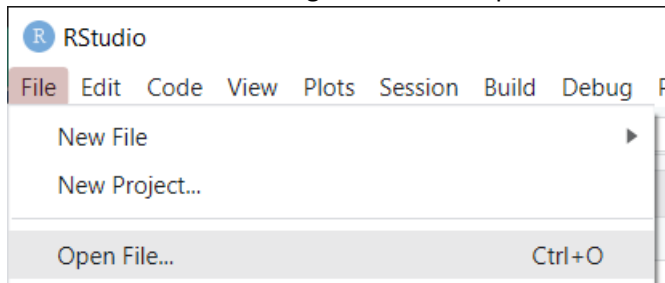 R RStudio
File Edit Code View Plots Session Build Debug
New File
New Project...
Open File... Ctrl+O